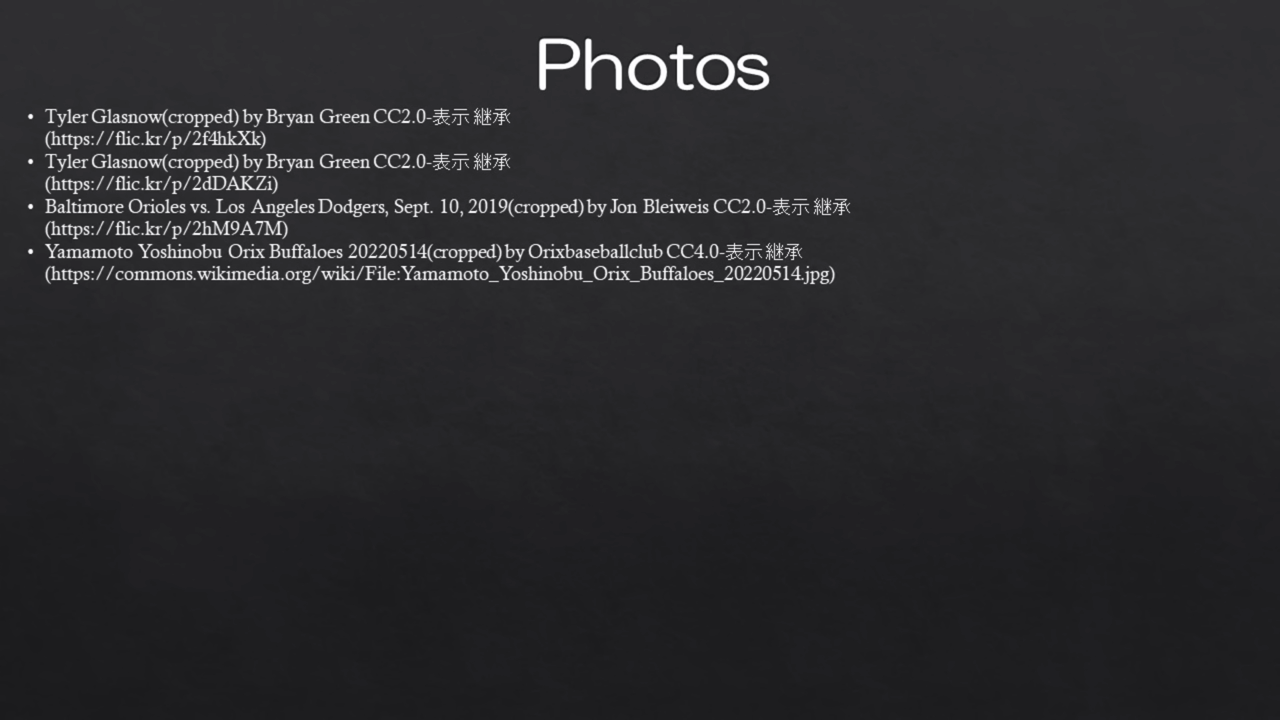 Photos
• Tyler Glasnow(cropped) by Bryan Green CC2.0-表示 継承
(https://flic.kr/p/2f4hkXk)
• Tyler Glasnow(cropped) by Bryan Green CC2.0-表示 継承
(https://flic.kr/p/2dDAKZi)
• Baltimore Orioles vs. Los Angeles Dodgers, Sept. 10, 2019(cropped) by Jon Bleiweis CC2.0-表示 継承
(https://flic.kr/p/2hM9A7M)
• Yamamoto Yoshinobu Orix Buffaloes 20220514(cropped) by Orixbaseballclub CC4.0-表示 継承
(https://commons.wikimedia.org/wiki/File:Yamamoto_Yoshinobu_Orix_Buffaloes_20220514.jpg)